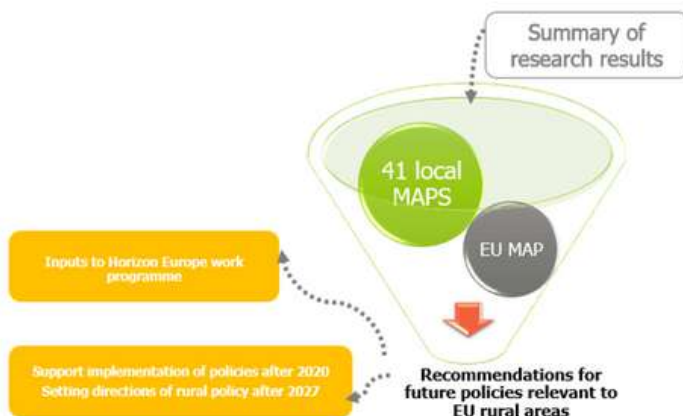 Summary of
research results
41 local
MAPS
EU MAP
Inputs to Horizon Europe work
programme
Support implementation of policies after 2020
Setting directions of rural policy after 2027
Recommendations for
future policies relevant to
EU rural areas